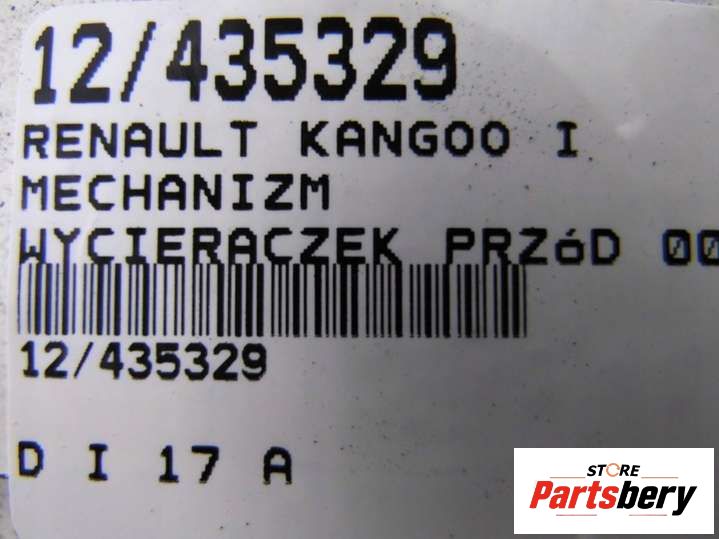 12/435329
RENAULT KANGOO I
MECHANIZM
WYCIERACZEK PRZóD 00
12/435329
D I 17 A
STORE
Partsbery